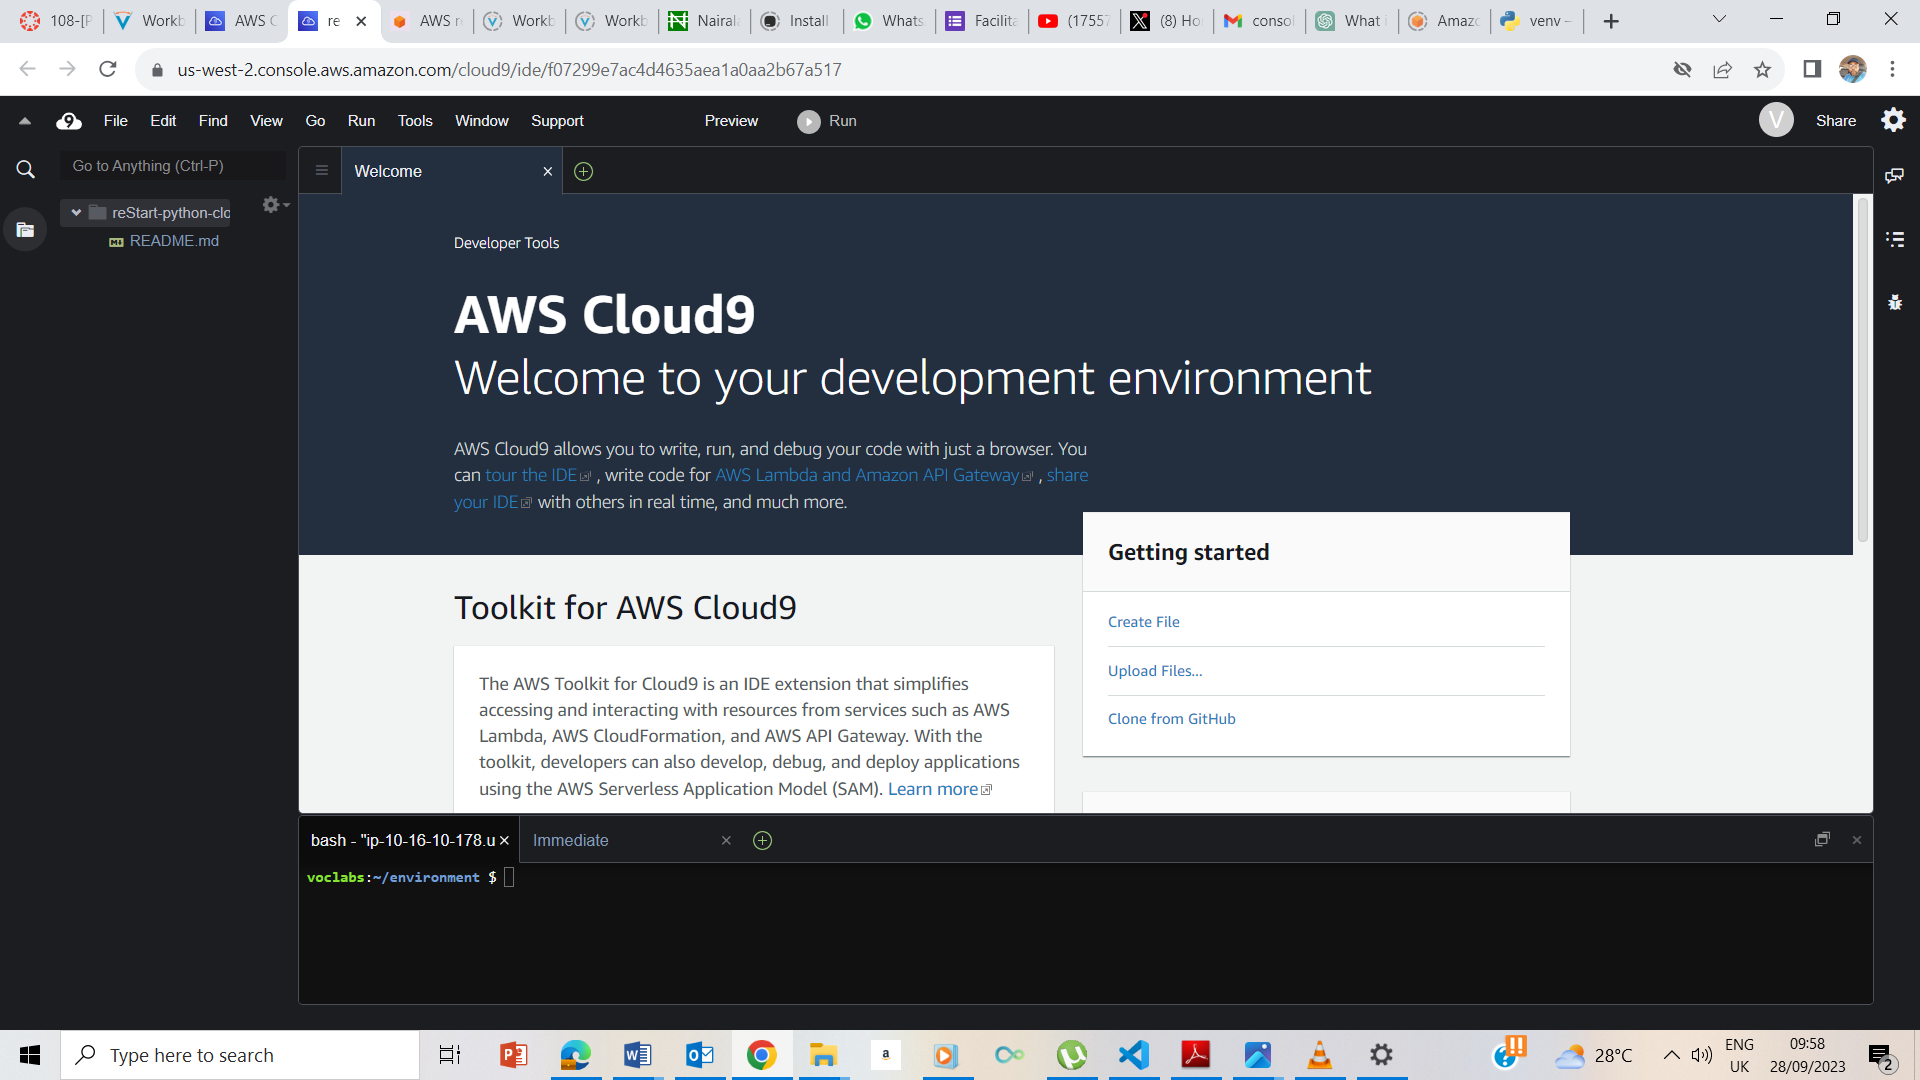 108-[P
Workb
AWS C
re
AWS re
Workb
Workb
Nairala
Install
Whats
Facilita
(17557
(8) Ho
consol
What i
Amazo
venv –
us-west-2.console.aws.amazon.com/cloud9/ide/f07299e7ac4d4635aea1a0aa2b67a517
9 File Edit Find View Go Run Tools Window Support Preview Run V Share
Go to Anything (Ctrl-P)
reStart-python-clo
README.md
Welcome
Developer Tools
AWS Cloud9
Welcome to your development environment
AWS Cloud9 allows you to write, run, and debug your code with just a browser. You
can tour the IDE , write code for AWS Lambda and Amazon API Gateway , share
your IDE with others in real time, and much more.
Getting started
Create File
Upload Files...
Clone from GitHub
Toolkit for AWS Cloud9
The AWS Toolkit for Cloud9 is an IDE extension that simplifies
accessing and interacting with resources from services such as AWS
Lambda, AWS CloudFormation, and AWS API Gateway. With the
toolkit, developers can also develop, debug, and deploy applications
using the AWS Serverless Application Model (SAM). Learn more
bash - "ip-10-16-10-178.u
Immediate
voclabs:~/environment $
Type here to search
28°C
ENG
UK
09:58
28/09/2023
2